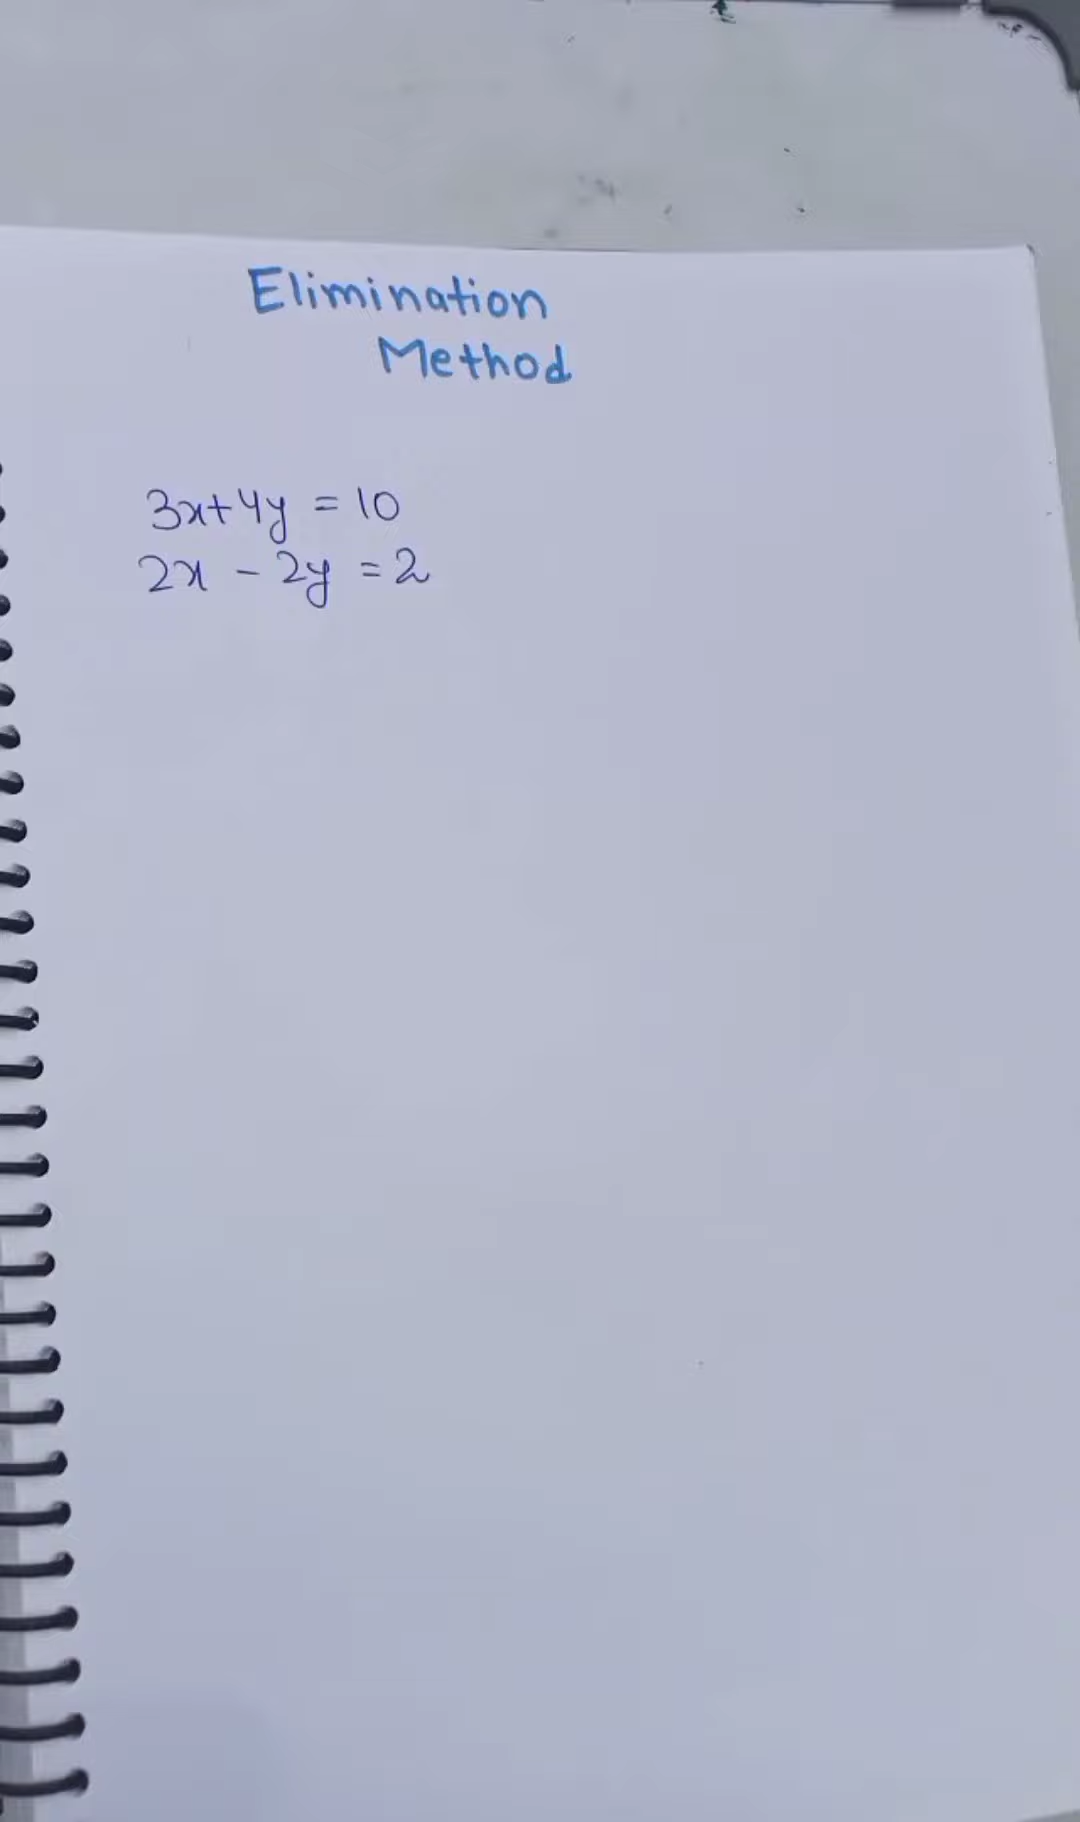 Elimination
Method
3x+4y = 10
2x - 2y = 2